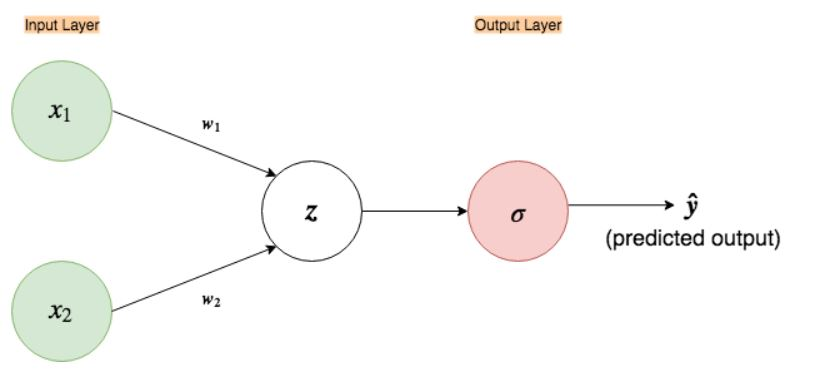 Input Layer
Output Layer
x₁
w₁
z
σ
ŷ
(predicted output)
x₂
w₂